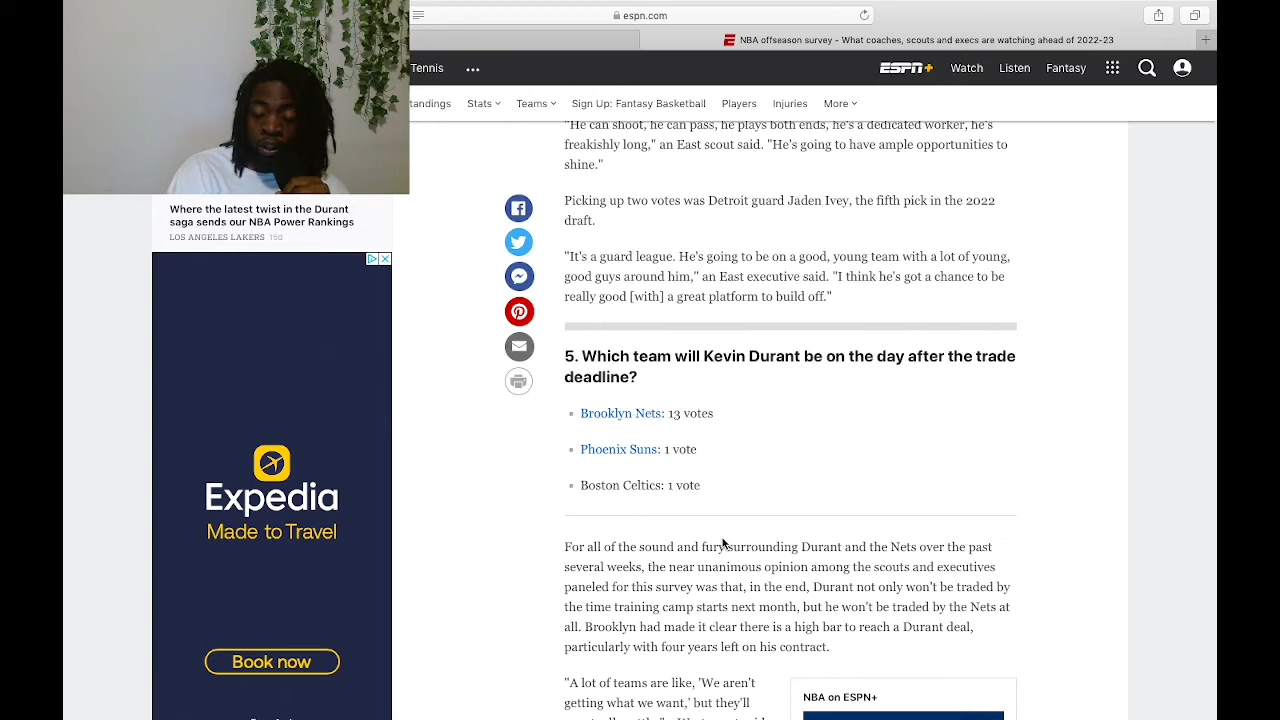 espn.com
NBA offseason survey - What coaches, scouts and execs are watching ahead of 2022-23
Tennis
ESPN+ Watch Listen Fantasy
tandings Stats Teams Sign Up: Fantasy Basketball Players Injuries More
"He can shoot, he can pass, he plays both ends, he's a dedicated worker, he's
freakishly long," an East scout said. "He's going to have ample opportunities to
shine."
Picking up two votes was Detroit guard Jaden Ivey, the fifth pick in the 2022
draft.
"It's a guard league. He's going to be on a good, young team with a lot of young,
good guys around him," an East executive said. "I think he's got a chance to be
really good [with] a great platform to build off."
5. Which team will Kevin Durant be on the day after the trade
deadline?
Brooklyn Nets: 13 votes
Phoenix Suns: 1 vote
Boston Celtics: 1 vote
For all of the sound and fury surrounding Durant and the Nets over the past
several weeks, the near unanimous opinion among the scouts and executives
paneled for this survey was that, in the end, Durant not only won't be traded by
the time training camp starts next month, but he won't be traded by the Nets at
all. Brooklyn had made it clear there is a high bar to reach a Durant deal,
particularly with four years left on his contract.
"A lot of teams are like, 'We aren't
getting what we want,' but they'll
NBA on ESPN+
Where the latest twist in the Durant
saga sends our NBA Power Rankings
LOS ANGELES LAKERS 15d
Expedia
Made to Travel
Book now